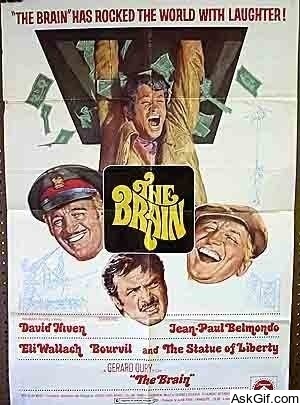 "THE BRAIN" HAS ROCKED THE WORLD WITH LAUGHTER!
THE
BRAIN
David Niven Jean-Paul Belmondo
Eli Wallach Bourvil and The Statue of Liberty
GERARD OURY
"The Brain"
G
AskGif.com